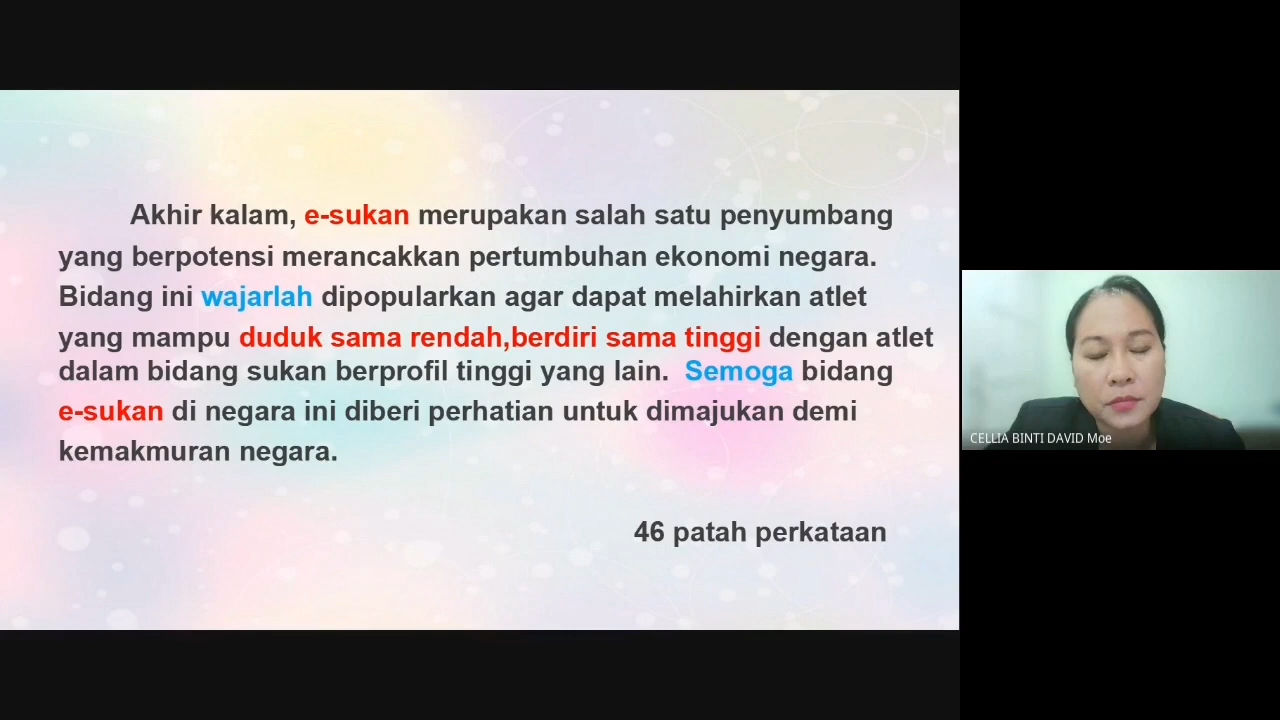 Akhir kalam, e-sukan merupakan salah satu penyumbang
yang berpotensi merancakkan pertumbuhan ekonomi negara.
Bidang ini wajarlah dipopularkan agar dapat melahirkan atlet
yang mampu duduk sama rendah,berdiri sama tinggi dengan atlet
dalam bidang sukan berprofil tinggi yang lain. Semoga bidang
e-sukan di negara ini diberi perhatian untuk dimajukan demi
kemakmuran negara.
46 patah perkataan
CELLIA BINTI DAVID Moe